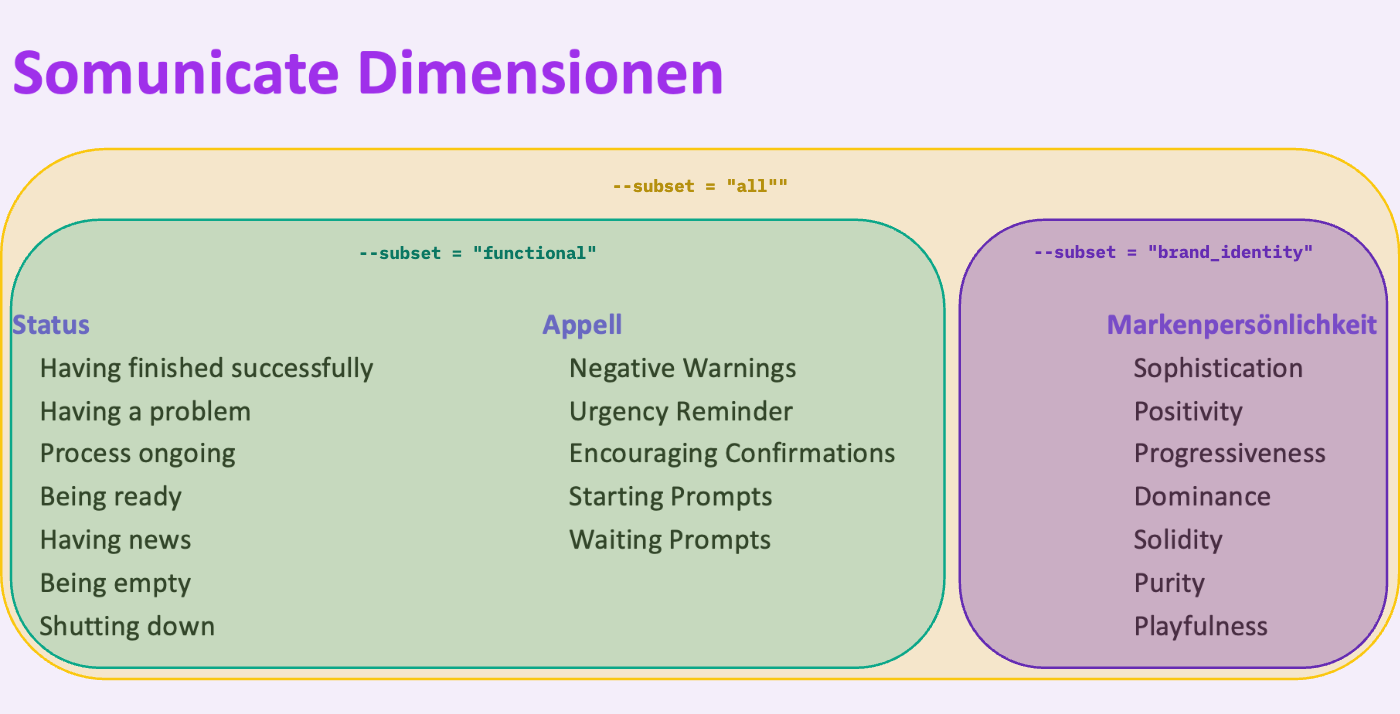 Somunicate Dimensionen
--subset = "all""
--subset = "functional"
--subset = "brand_identity"
Status
Having finished successfully
Having a problem
Process ongoing
Being ready
Having news
Being empty
Shutting down
Appell
Negative Warnings
Urgency Reminder
Encouraging Confirmations
Starting Prompts
Waiting Prompts
Markenpersönlichkeit
Sophistication
Positivity
Progressiveness
Dominance
Solidity
Purity
Playfulness